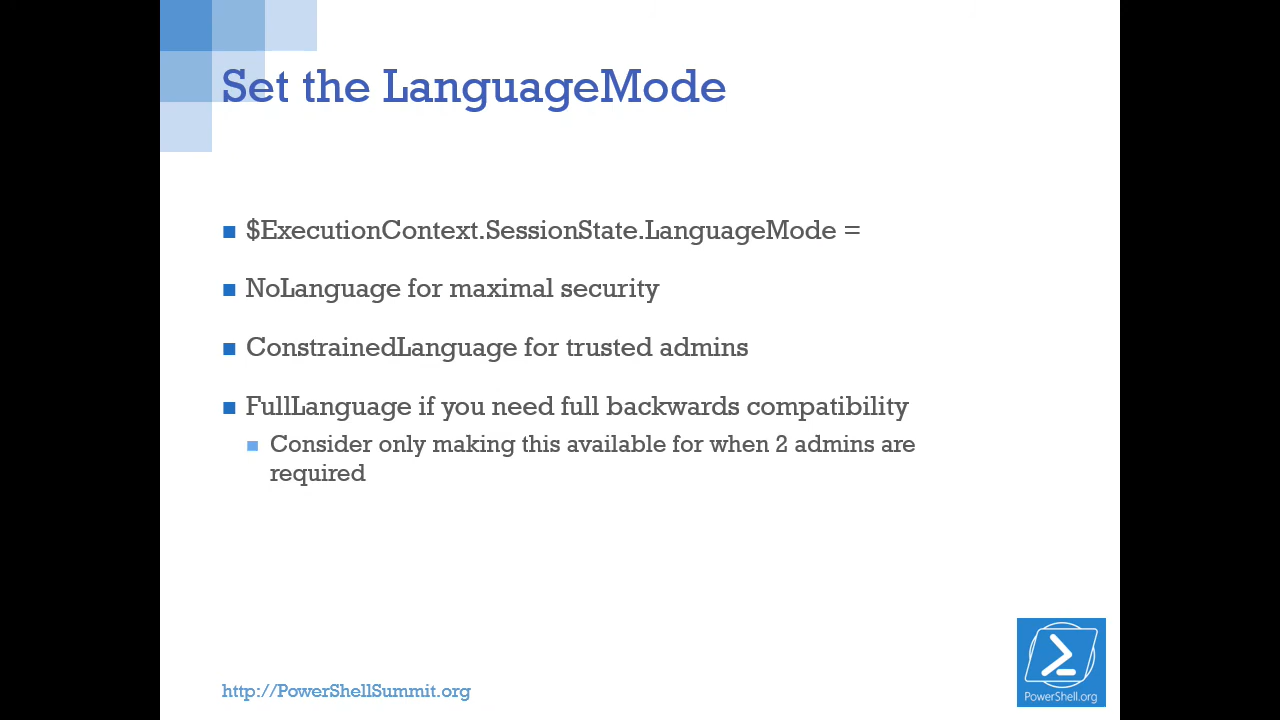 Set the LanguageMode
$ExecutionContext.SessionState.LanguageMode =
NoLanguage for maximal security
ConstrainedLanguage for trusted admins
FullLanguage if you need full backwards compatibility
Consider only making this available for when 2 admins are
required
http://PowerShellSummit.org
PowerShell.org